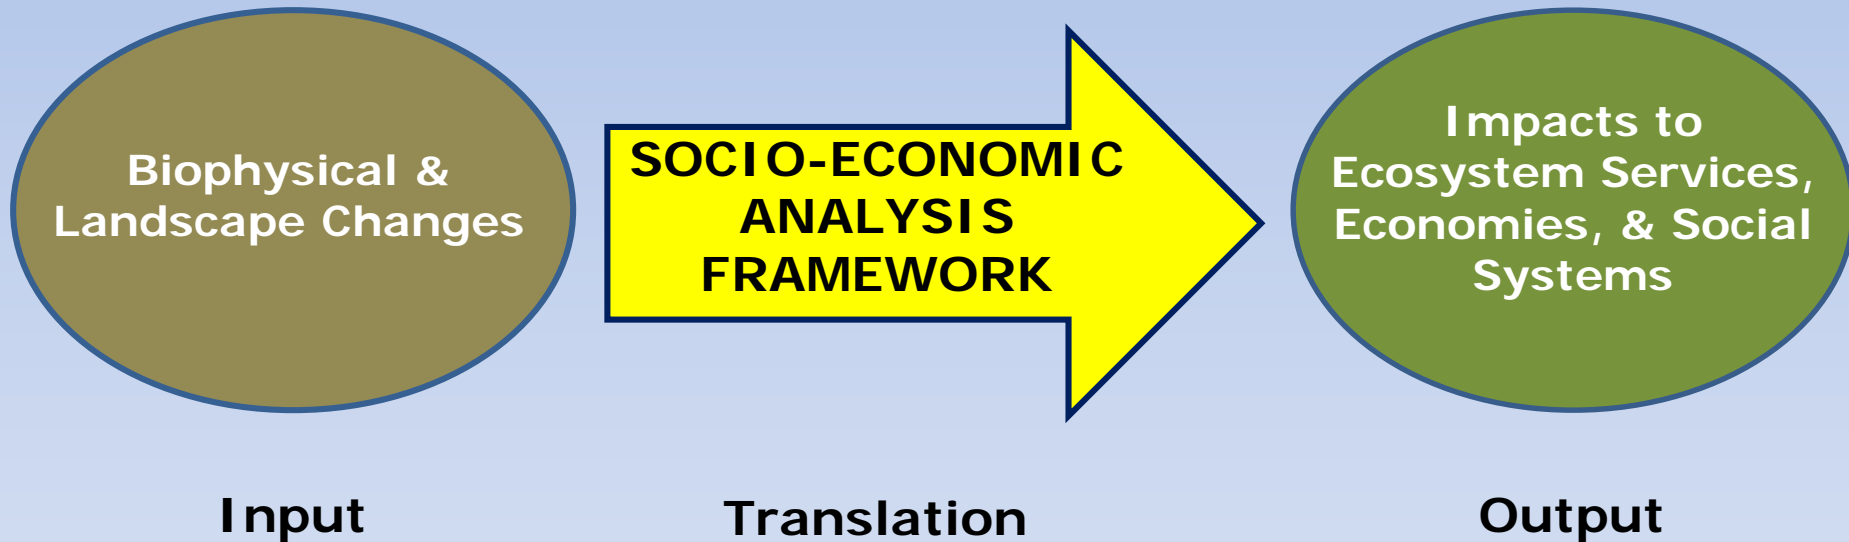 Biophysical &
Landscape Changes
SOCIO-ECONOMIC
ANALYSIS
FRAMEWORK
Impacts to
Ecosystem Services,
Economies, & Social
Systems
Input
Translation
Output